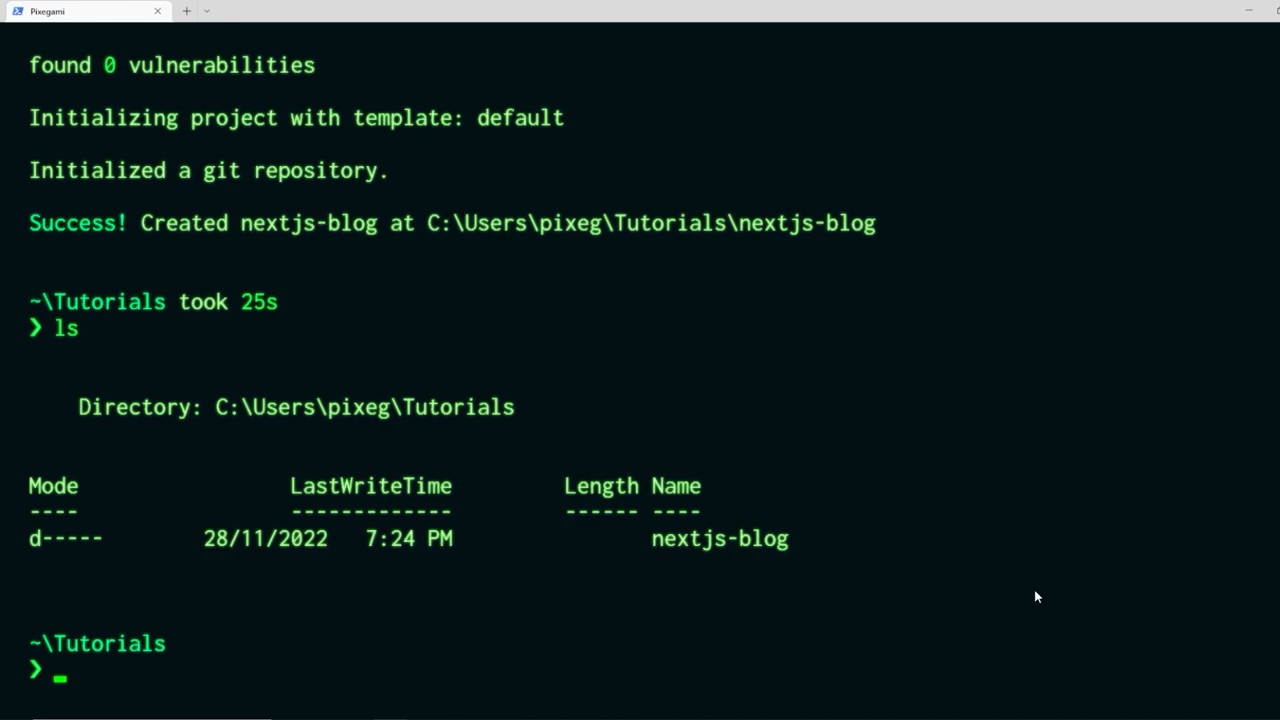 Pixegami
found 0 vulnerabilities
Initializing project with template: default
Initialized a git repository.
Success! Created nextjs-blog at C:\Users\pixeg\Tutorials\nextjs-blog
~\Tutorials took 25s
❯ ls
Directory: C:\Users\pixeg\Tutorials
Mode LastWriteTime Length Name
---- ------------- ------ ----
d----- 28/11/2022 7:24 PM nextjs-blog
~\Tutorials
❯